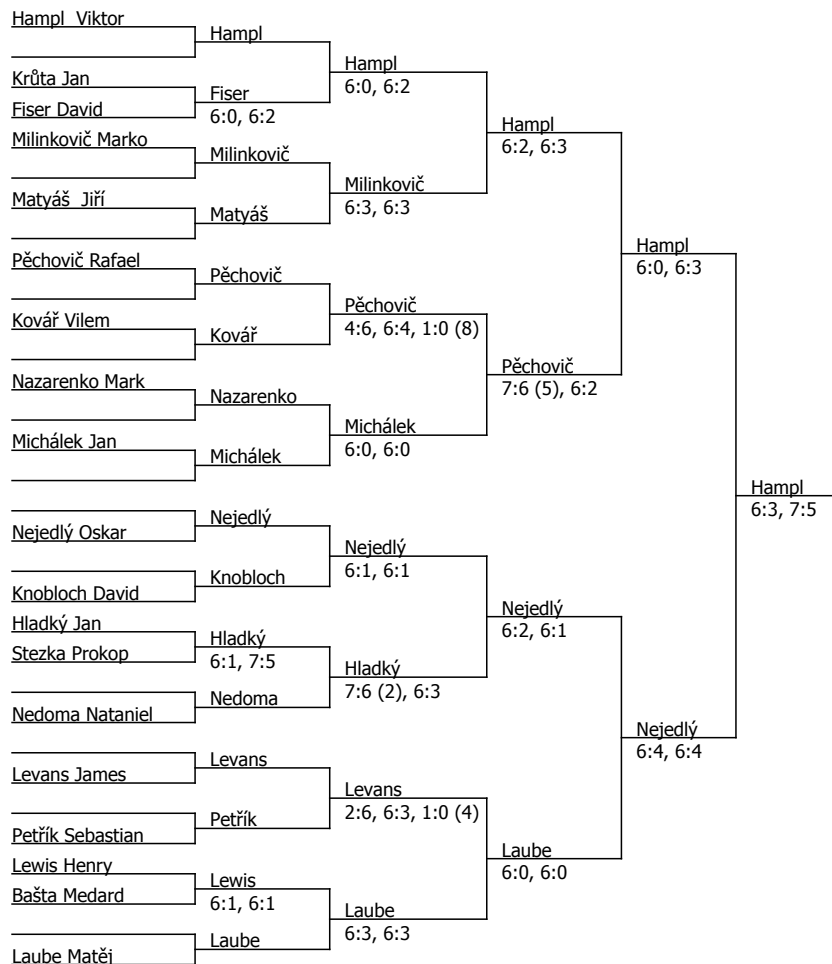 Hampl Viktor
Krůta Jan
Fiser David
Milinkovič Marko
Matyáš Jiří
Pěchovič Rafael
Kovář Vilem
Nazarenko Mark
Michálek Jan
Nejedlý Oskar
Knobloch David
Hladký Jan
Stezka Prokop
Nedoma Nataniel
Levans James
Petřík Sebastian
Lewis Henry
Bašta Medard
Laube Matěj
Hampl
Fiser
6:0, 6:2
Milinkovič
Matyáš
Pěchovič
Kovář
Nazarenko
Michálek
Nejedlý
Knobloch
Hladký
6:1, 7:5
Nedoma
Levans
Petřík
Lewis
6:1, 6:1
Laube
Hampl
6:0, 6:2
Milinkovič
6:3, 6:3
Pěchovič
4:6, 6:4, 1:0 (8)
Michálek
6:0, 6:0
Nejedlý
6:1, 6:1
Hladký
7:6 (2), 6:3
Levans
2:6, 6:3, 1:0 (4)
Laube
6:3, 6:3
Hampl
6:2, 6:3
Pěchovič
7:6 (5), 6:2
Nejedlý
6:2, 6:1
Laube
6:0, 6:0
Hampl
6:0, 6:3
Nejedlý
6:4, 6:4
Hampl
6:3, 7:5